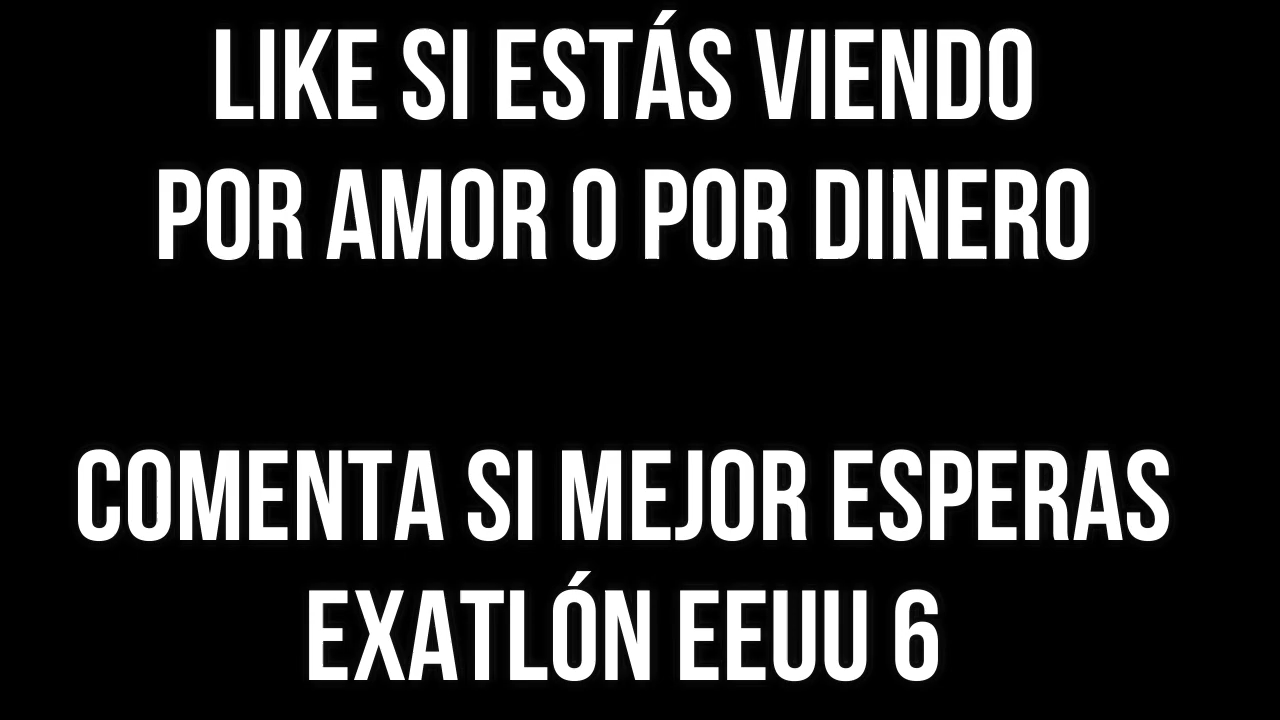 LIKE SI ESTÁS VIENDO
POR AMOR O POR DINERO
COMENTA SI MEJOR ESPERAS
EXATLÓN EEUU 6